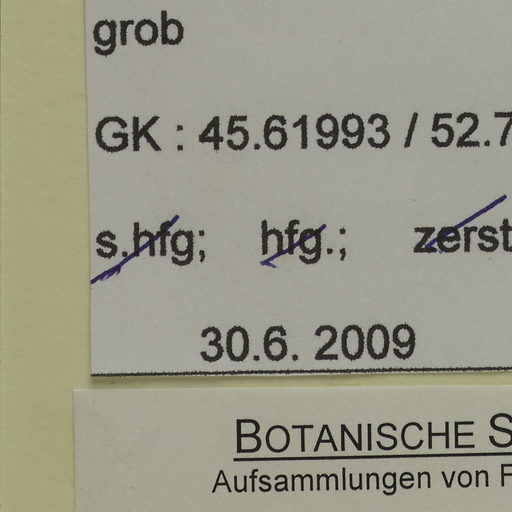 grob
GK : 45.61993 / 52.7
s.hfg; hfg.; zerst
30.6. 2009
BOTANISCHE S
Aufsammlungen von F